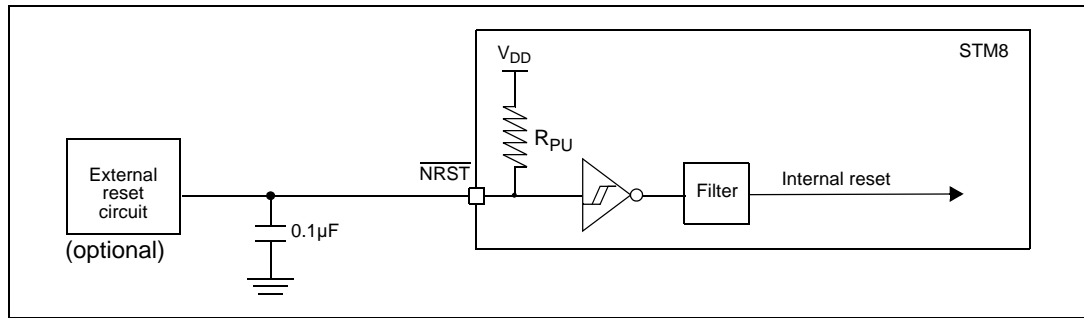 STM8
VDD
RPU
NRST
External
reset
circuit
(optional)
0.1µF
Filter
Internal reset